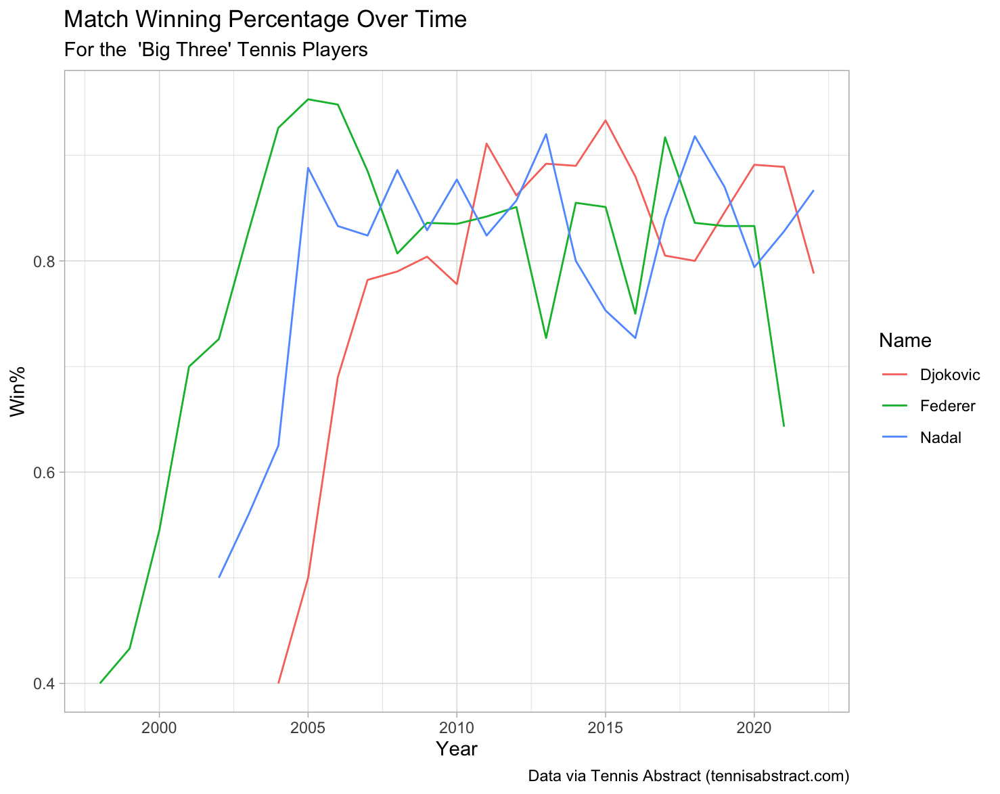 Match Winning Percentage Over Time
For the  'Big Three' Tennis Players
Win%
0.8
0.6
0.4
2000 2005 2010 2015 2020
Year
Name
Djokovic
Federer
Nadal
Data via Tennis Abstract (tennisabstract.com)